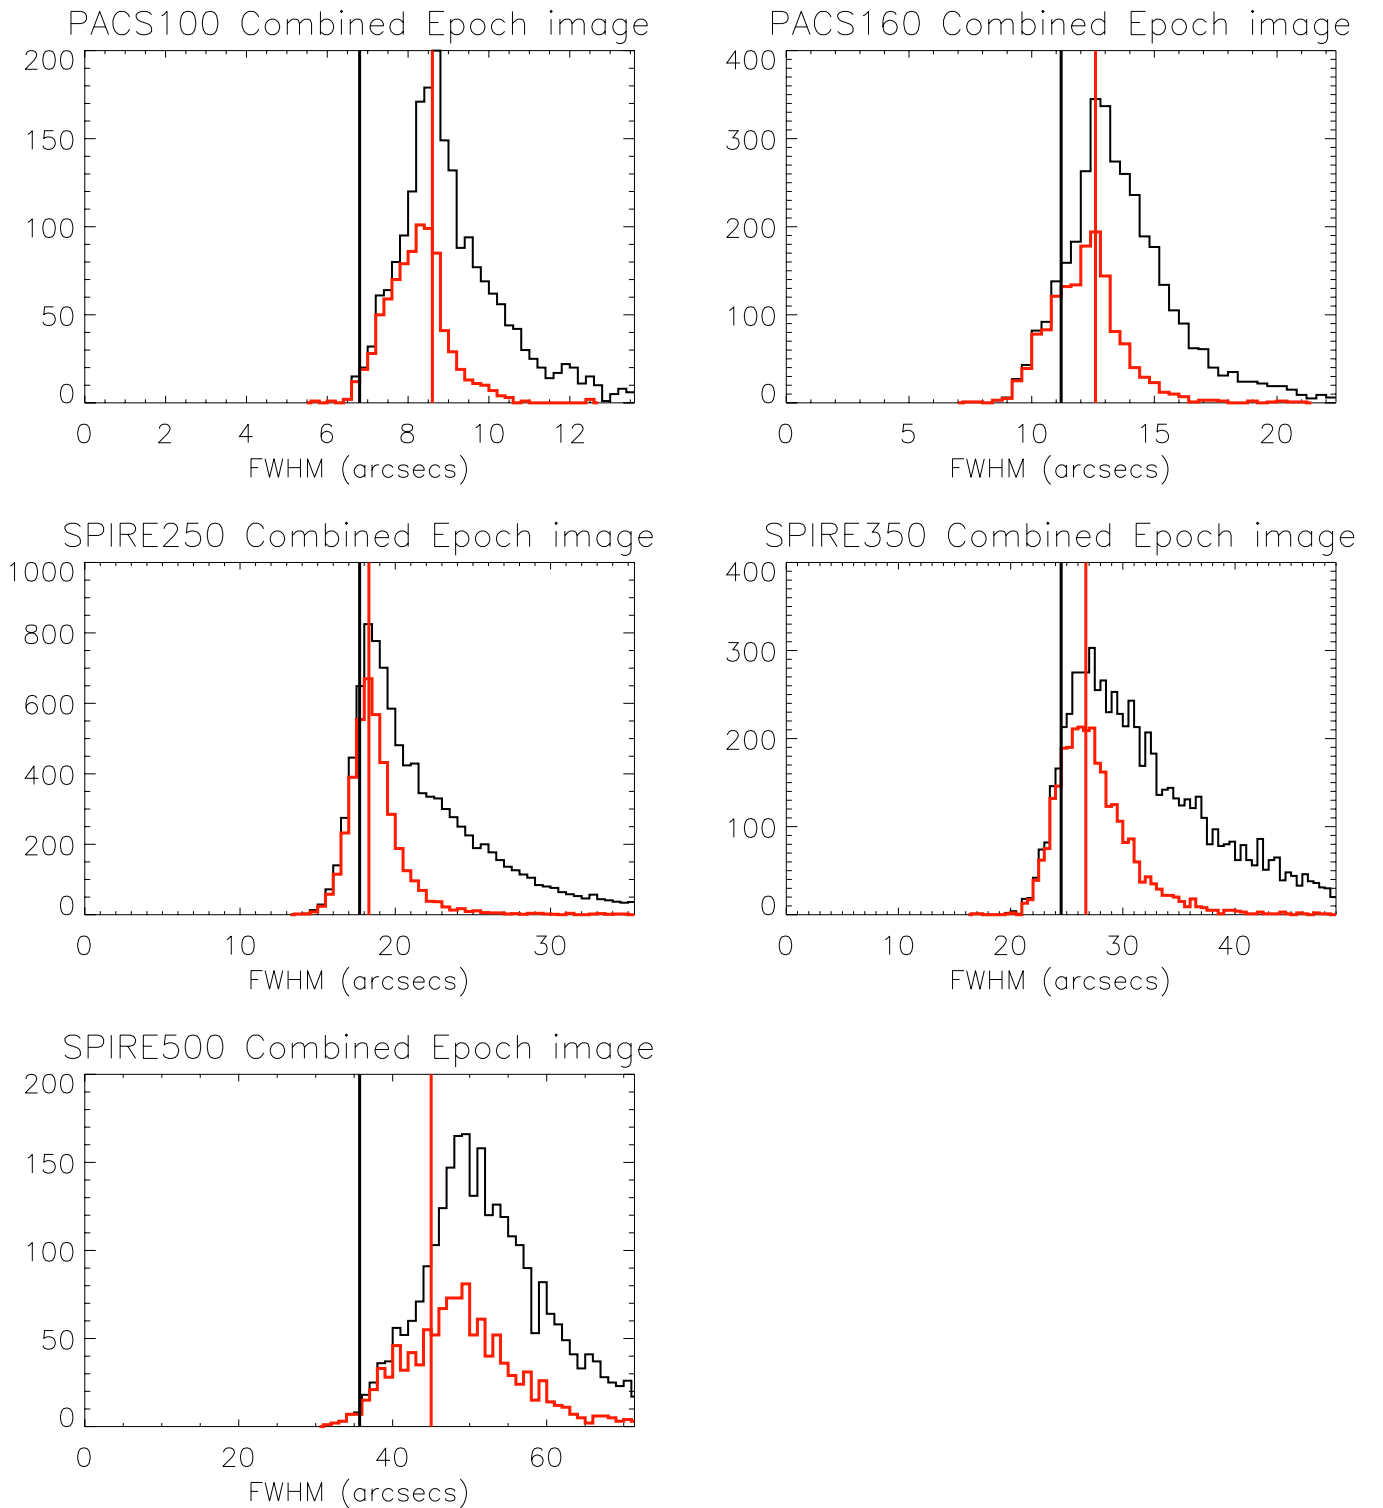 PACS100 Combined Epoch image
200
150
100
50
0
0 2 4 6 8 10 12
FWHM (arcsecs)
PACS160 Combined Epoch image
400
300
200
100
0
0 5 10 15 20
FWHM (arcsecs)
SPIRE250 Combined Epoch image
1000
800
600
400
200
0
0 10 20 30
FWHM (arcsecs)
SPIRE350 Combined Epoch image
400
300
200
100
0
0 10 20 30 40
FWHM (arcsecs)
SPIRE500 Combined Epoch image
200
150
100
50
0
0 20 40 60
FWHM (arcsecs)